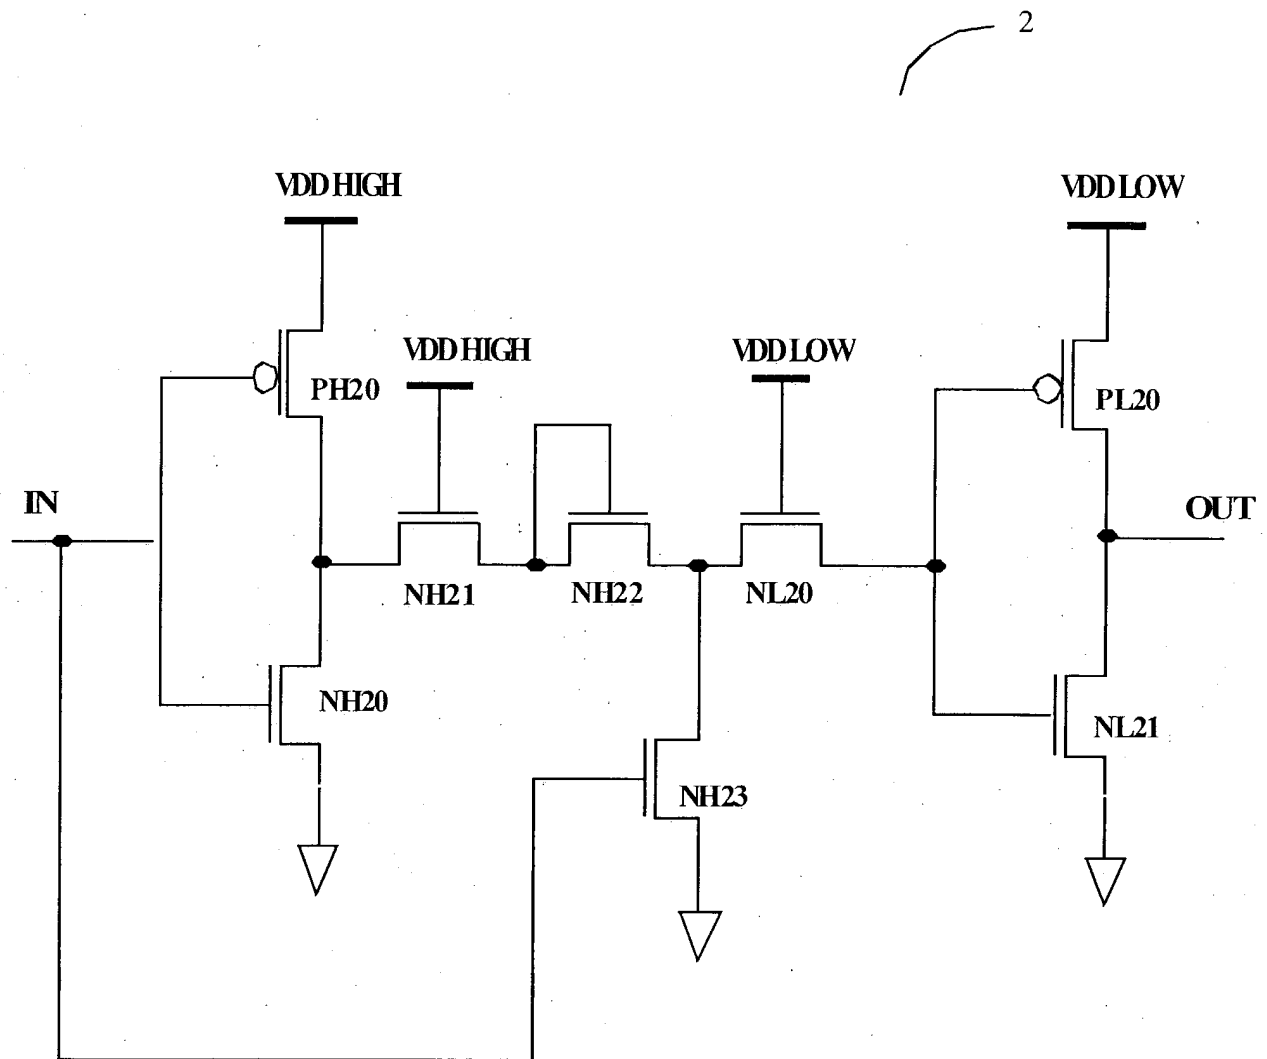 2
VDD HIGH
VDD LOW
VDD HIGH
VDD LOW
PH20
PL20
IN
OUT
NH21
NH22
NL20
NH20
NL21
NH23